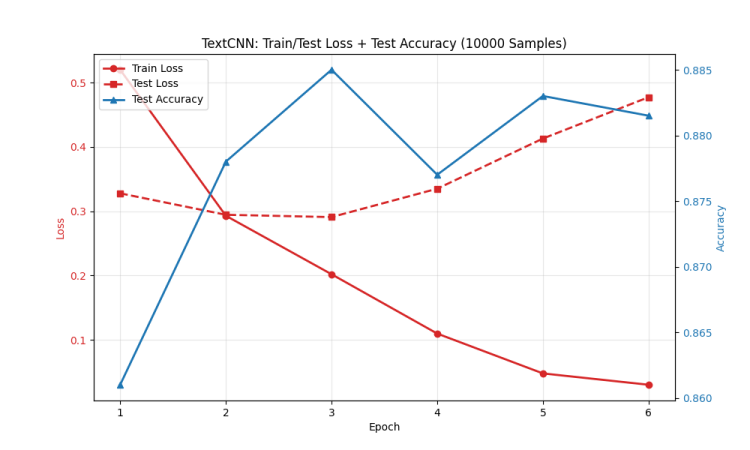 TextCNN: Train/Test Loss + Test Accuracy (10000 Samples)
Train Loss
Test Loss
Test Accuracy
0.5
0.4
0.3
0.2
0.1
Loss
0.885
0.880
0.875
0.870
0.865
0.860
Accuracy
1 2 3 4 5 6
Epoch